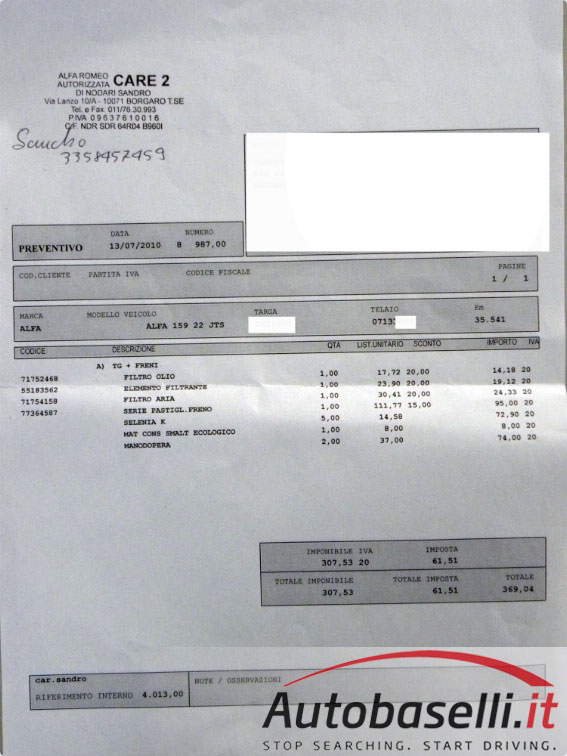 ALFA ROMEO
AUTORIZZATA CARE 2
DI NODARI SANDRO
Via Lanzo 10/A - 10071 BORGARO T.SE
Tel. e Fax. 011/76.30.993
P.IVA 09637610016
C/F. NDR SDR 64R04 B960I
Sandro
3358457459
DATA NUMERO
PREVENTIVO 13/07/2010 8 987,00
COD.CLIENTE PARTITA IVA CODICE FISCALE PAGINE
1 / 1
MARCA MODELLO VEICOLO TARGA TELAIO Km
ALFA ALFA 159 22 JTS 0713 35.541
CODICE DESCRIZIONE QTA LIST.UNITARIO SCONTO IMPORTO IVA
A) TG + FRENI
71752468 FILTRO OLIO 1,00 17,72 20,00 14,18 20
55183562 ELEMENTO FILTRANTE 1,00 23,90 20,00 19,12 20
71754158 FILTRO ARIA 1,00 30,41 20,00 24,33 20
77364587 SERIE PASTIGL.FRENO 1,00 111,77 15,00 95,00 20
SELENIA K 5,00 14,58 72,90 20
MAT CONS SMALT ECOLOGICO 1,00 8,00 8,00 20
MANODOPERA 2,00 37,00 74,00 20
IMPONIBILE IVA IMPOSTA
307,53 20 61,51
TOTALE IMPONIBILE TOTALE IMPOSTA TOTALE
307,53 61,51 369,04
car.sandro
RIFERIMENTO INTERNO 4.013,00
NOTE / OSSERVAZIONI
Autobaselli.it
STOP SEARCHING. START DRIVING.